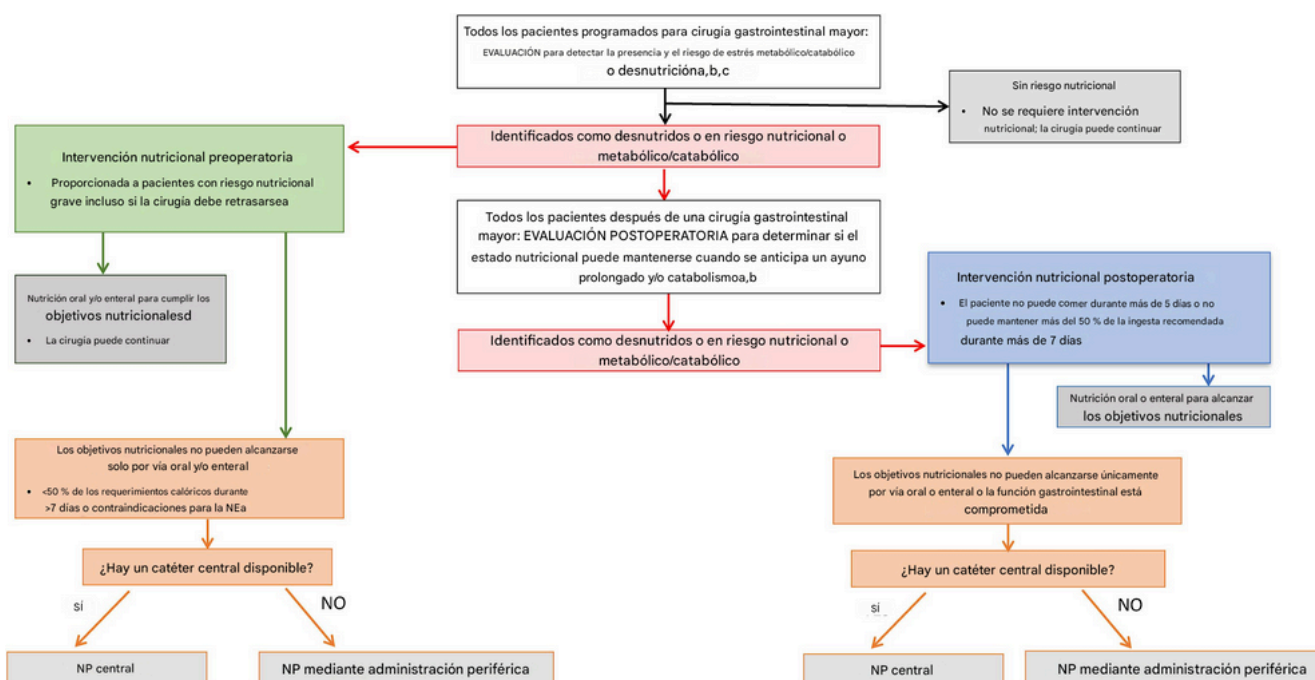 Todos los pacientes programados para cirugía gastrointestinal mayor:
EVALUACIÓN para detectar la presencia y el riesgo de estrés metabólico/catabólico
o desnutricióna,b,c
Sin riesgo nutricional
• No se requiere intervención
nutricional; la cirugía puede continuar
Identificados como desnutridos o en riesgo nutricional o
metabólico/catabólico
Intervención nutricional preoperatoria
• Proporcionada a pacientes con riesgo nutricional
grave incluso si la cirugía debe retrasarsea
Todos los pacientes después de una cirugía gastrointestinal
mayor: EVALUACIÓN POSTOPERATORIA para determinar si el
estado nutricional puede mantenerse cuando se anticipa un ayuno
prolongado y/o catabolismoa,b
Nutrición oral y/o enteral para cumplir los
objetivos nutricionalesd
• La cirugía puede continuar
Intervención nutricional postoperatoria
• El paciente no puede comer durante más de 5 días o no
puede mantener más del 50 % de la ingesta recomendada
durante más de 7 días
Identificados como desnutridos o en riesgo nutricional o
metabólico/catabólico
Nutrición oral o enteral para alcanzar
los objetivos nutricionales
Los objetivos nutricionales no pueden alcanzarse
solo por vía oral y/o enteral
• <50 % de los requerimientos calóricos durante
>7 días o contraindicaciones para la NEa
Los objetivos nutricionales no pueden alcanzarse únicamente
por vía oral o enteral o la función gastrointestinal está
comprometida
¿Hay un catéter central disponible?
¿Hay un catéter central disponible?
sí
NO
sí
NO
NP central
NP mediante administración periférica
NP central
NP mediante administración periférica